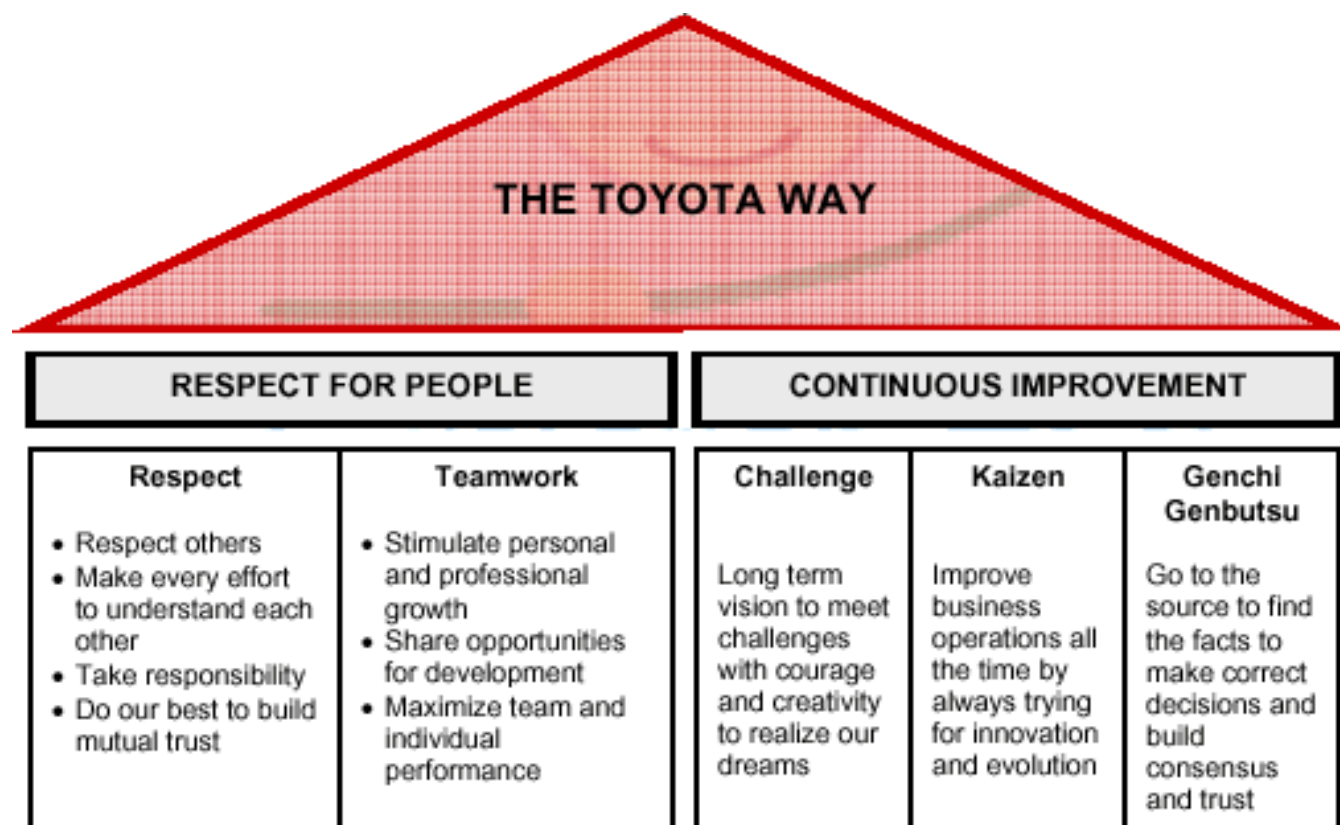 THE TOYOTA WAY
RESPECT FOR PEOPLE
Respect
• Respect others
• Make every effort
to understand each
other
• Take responsibility
• Do our best to build
mutual trust
Teamwork
• Stimulate personal
and professional
growth
• Share opportunities
for development
• Maximize team and
individual
performance
CONTINUOUS IMPROVEMENT
Challenge
Long term
vision to meet
challenges
with courage
and creativity
to realize our
dreams
Kaizen
Improve
business
operations all
the time by
always trying
for innovation
and evolution
Genchi
Genbutsu
Go to the
source to find
the facts to
make correct
decisions and
build
consensus
and trust